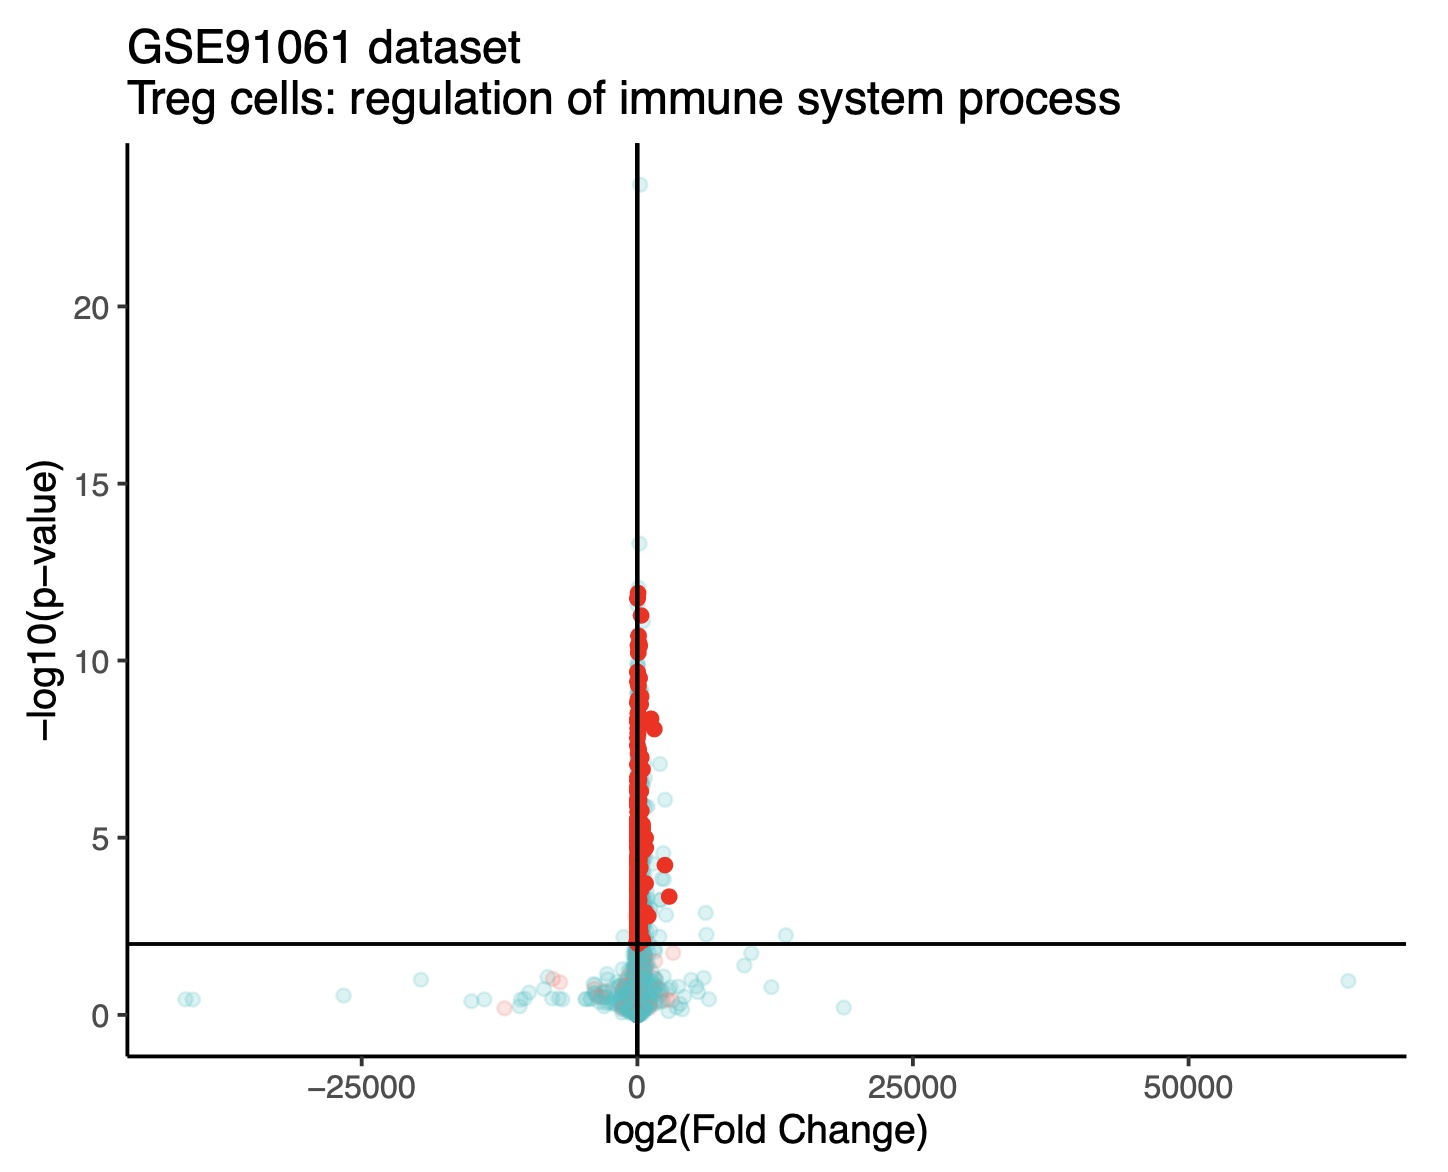 GSE91061 dataset
Treg cells: regulation of immune system process
−log10(p−value)
20
15
10
5
0
−25000
0
25000
50000
log2(Fold Change)